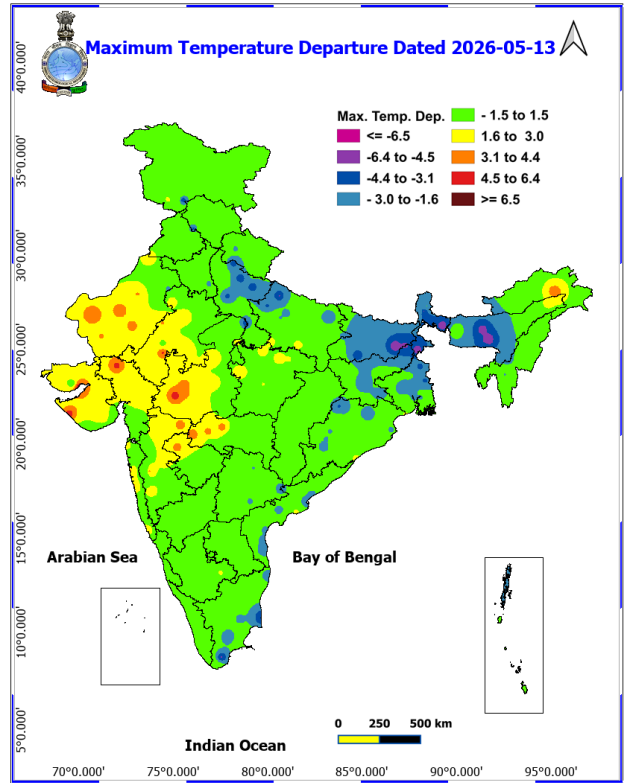 Maximum Temperature Departure Dated 2026-05-13
Max. Temp. Dep.
<= -6.5
-6.4 to -4.5
-4.4 to -3.1
- 3.0 to -1.6
- 1.5 to 1.5
1.6 to 3.0
3.1 to 4.4
4.5 to 6.4
>= 6.5
40°0.000'
35°0.000'
30°0.000'
25°0.000'
20°0.000'
15°0.000'
10°0.000'
5°0.000'
Arabian Sea
Bay of Bengal
Indian Ocean
0 250 500 km
70°0.000' 75°0.000' 80°0.000' 85°0.000' 90°0.000' 95°0.000'